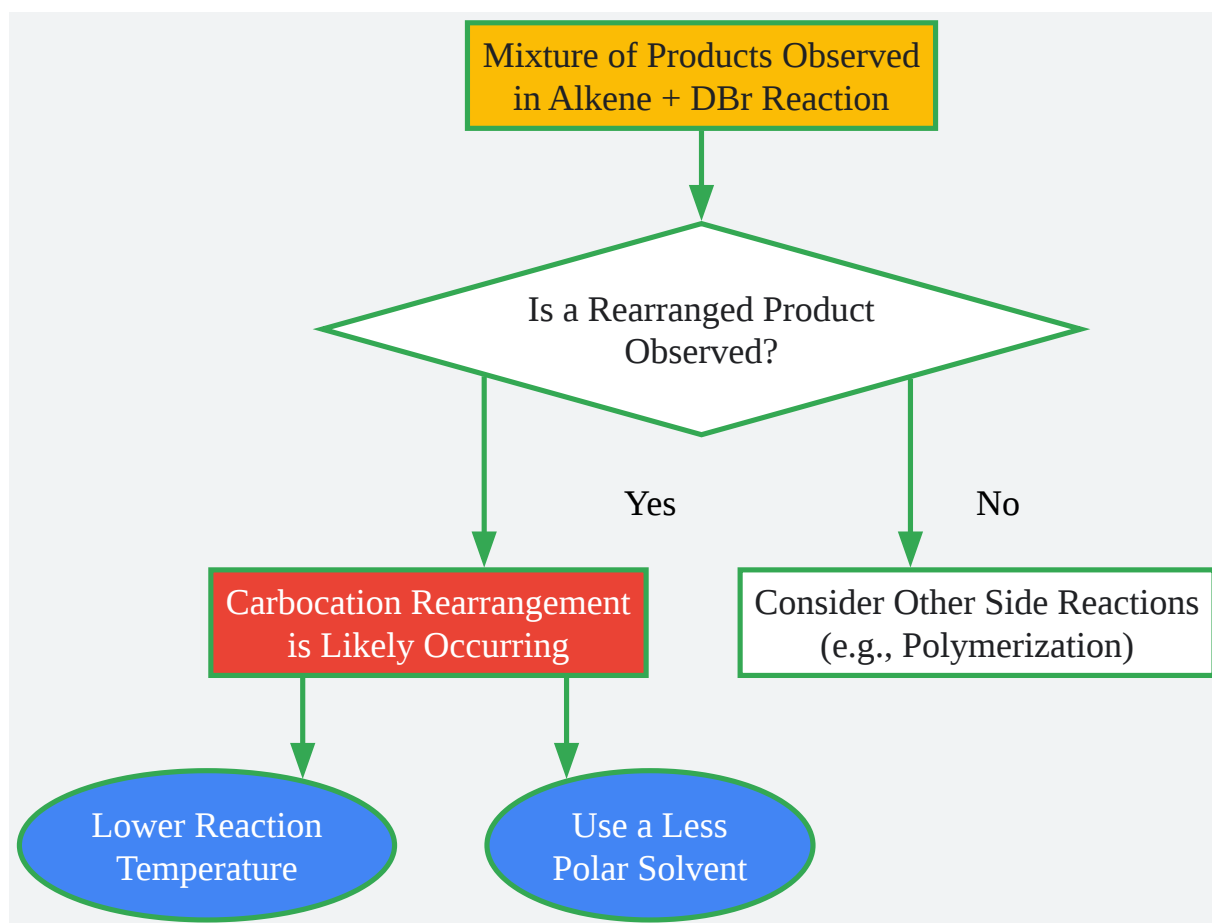 Mixture of Products Observed
in Alkene + DBr Reaction
Is a Rearranged Product
Observed?
Yes
No
Carbocation Rearrangement
is Likely Occurring
Consider Other Side Reactions
(e.g., Polymerization)
Lower Reaction
Temperature
Use a Less
Polar Solvent